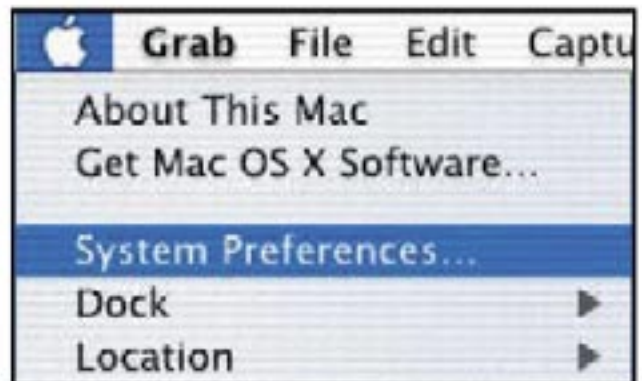 Grab File Edit Captu
About This Mac
Get Mac OS X Software...
System Preferences...
Dock
Location